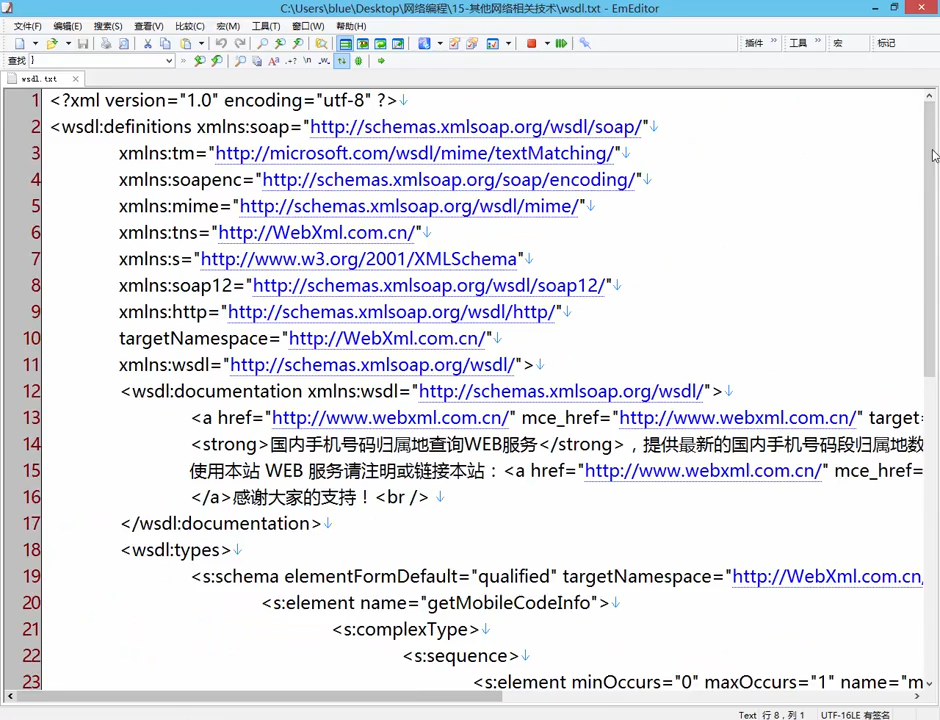 C:\Users\blue\Desktop\网络编程\15-其他网络相关技术\wsdl.txt - EmEditor
文件(F) 编辑(E) 搜索(S) 查看(V) 比较(C) 宏(M) 工具(T) 窗口(W) 帮助(H)
插件 工具 宏 标记
查找 ]
wsdl.txt
1 <?xml version="1.0" encoding="utf-8" ?>↓
2 <wsdl:definitions xmlns:soap="http://schemas.xmlsoap.org/wsdl/soap/"↓
3 xmlns:tm="http://microsoft.com/wsdl/mime/textMatching/"↓
4 xmlns:soapenc="http://schemas.xmlsoap.org/soap/encoding/"↓
5 xmlns:mime="http://schemas.xmlsoap.org/wsdl/mime/"↓
6 xmlns:tns="http://WebXml.com.cn/"↓
7 xmlns:s="http://www.w3.org/2001/XMLSchema"↓
8 xmlns:soap12="http://schemas.xmlsoap.org/wsdl/soap12/"↓
9 xmlns:http="http://schemas.xmlsoap.org/wsdl/http/"↓
10 targetNamespace="http://WebXml.com.cn/"↓
11 xmlns:wsdl="http://schemas.xmlsoap.org/wsdl/">↓
12 <wsdl:documentation xmlns:wsdl="http://schemas.xmlsoap.org/wsdl/">↓
13 <a href="http://www.webxml.com.cn/" mce_href="http://www.webxml.com.cn/" target=
14 <strong>国内手机号码归属地查询WEB服务</strong>，提供最新的国内手机号码段归属地数
15 使用本站 WEB 服务请注明或链接本站：<a href="http://www.webxml.com.cn/" mce_href=
16 </a>感谢大家的支持！<br /> ↓
17 </wsdl:documentation>↓
18 <wsdl:types>↓
19 <s:schema elementFormDefault="qualified" targetNamespace="http://WebXml.com.cn/
20 <s:element name="getMobileCodeInfo">↓
21 <s:complexType>↓
22 <s:sequence>↓
23 <s:element minOccurs="0" maxOccurs="1" name="m
Text 行 8，列 1 UTF-16LE 有签名